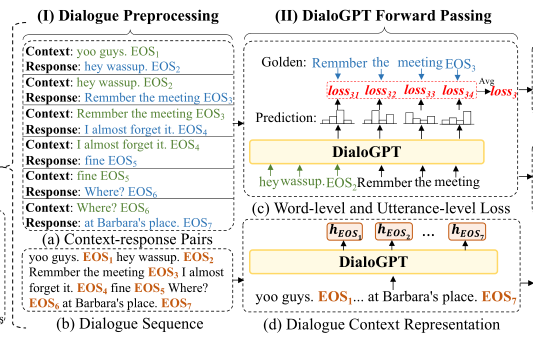 (I) Dialogue Preprocessing
Context: yoo guys. EOS1
Response: hey wassup. EOS2
Context: hey wassup. EOS2
Response: Remmber the meeting EOS3
Context: Remmber the meeting EOS3
Response: I almost forget it. EOS4
Context: I almost forget it. EOS4
Response: fine EOS5
Context: fine EOS5
Response: Where? EOS6
Context: Where? EOS6
Response: at Barbara's place. EOS7
(a) Context-response Pairs
yoo guys. EOS1 hey wassup. EOS2
Remmber the meeting EOS3 I almost
forget it. EOS4 fine EOS5 Where?
EOS6 at Barbara's place. EOS7
(b) Dialogue Sequence
(II) DialoGPT Forward Passing
Golden: Remmber the meeting EOS3
loss31 loss32 loss33 loss34 Avg loss3
Prediction:
DialoGPT
hey wassup. EOS2 Remmber the meeting
(c) Word-level and Utterance-level Loss
hEOS1 hEOS2 ... hEOS7
DialoGPT
yoo guys. EOS1... at Barbara's place. EOS7
(d) Dialogue Context Representation